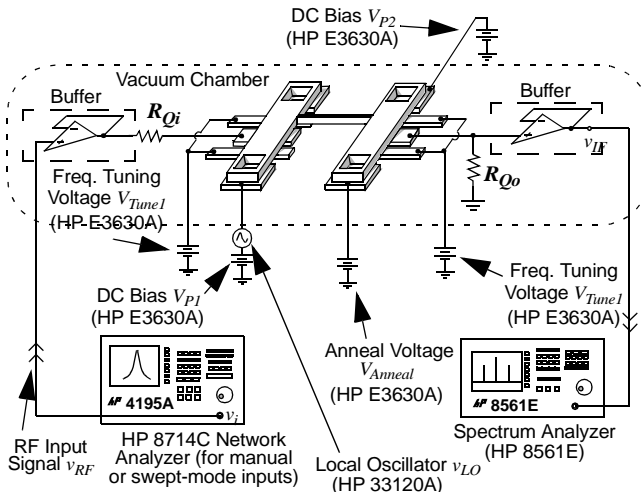 DC Bias V_P2
(HP E3630A)
Vacuum Chamber
Buffer
R_Qi
Buffer
v_IF
R_Qo
Freq. Tuning
Voltage V_Tune1
(HP E3630A)
DC Bias V_P1
(HP E3630A)
Freq. Tuning
Voltage V_Tune1
(HP E3630A)
Anneal Voltage
V_Anneal
(HP E3630A)
hp 4195A
v_i
hp 8561E
RF Input
Signal v_RF
HP 8714C Network
Analyzer (for manual
or swept-mode inputs)
Local Oscillator v_LO
(HP 33120A)
Spectrum Analyzer
(HP 8561E)